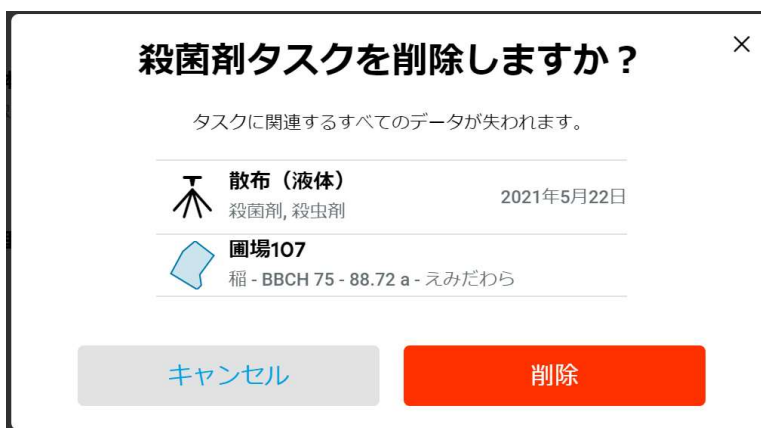 殺菌剤タスクを削除しますか？
タスクに関連するすべてのデータが失われます。
散布（液体）
殺菌剤, 殺虫剤
2021年5月22日
圃場107
稲 - BBCH 75 - 88.72 a - えみだわら
キャンセル
削除